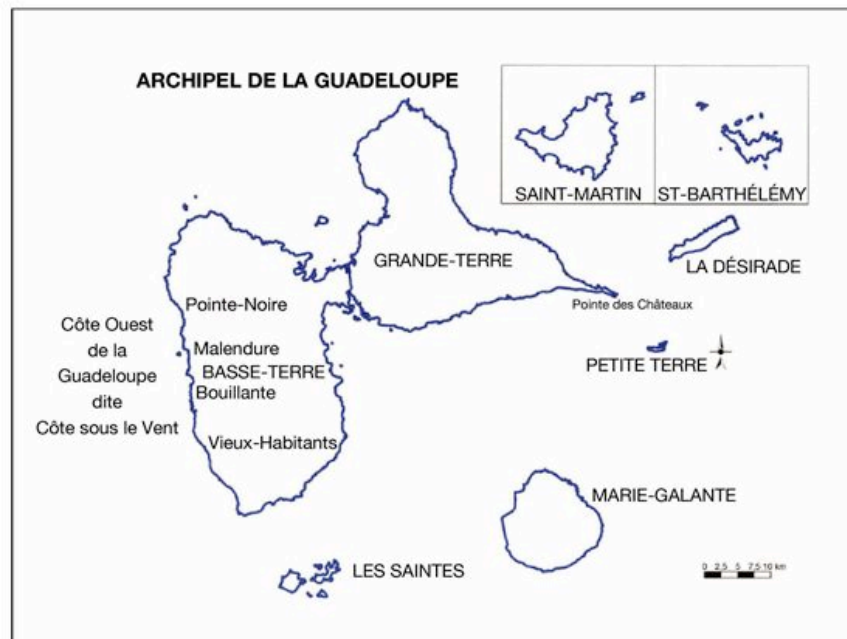 ARCHIPEL DE LA GUADELOUPE
SAINT-MARTIN
ST-BARTHÉLÉMY
GRANDE-TERRE
LA DÉSIRADE
Pointe des Châteaux
Pointe-Noire
Côte Ouest
de la
Guadeloupe
dite
Côte sous le Vent
Malendure
BASSE-TERRE
Bouillante
Vieux-Habitants
PETITE TERRE
MARIE-GALANTE
LES SAINTES
0 2,5 5 7,5 10 km